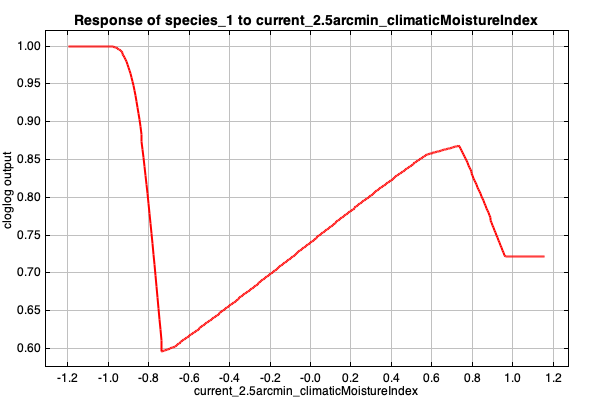 Response of species_1 to current_2.5arcmin_climaticMoistureIndex
1.00
0.95
0.90
0.85
0.80
0.75
0.70
0.65
0.60
cloglog output
-1.2 -1.0 -0.8 -0.6 -0.4 -0.2 -0.0 0.2 0.4 0.6 0.8 1.0 1.2
current_2.5arcmin_climaticMoistureIndex